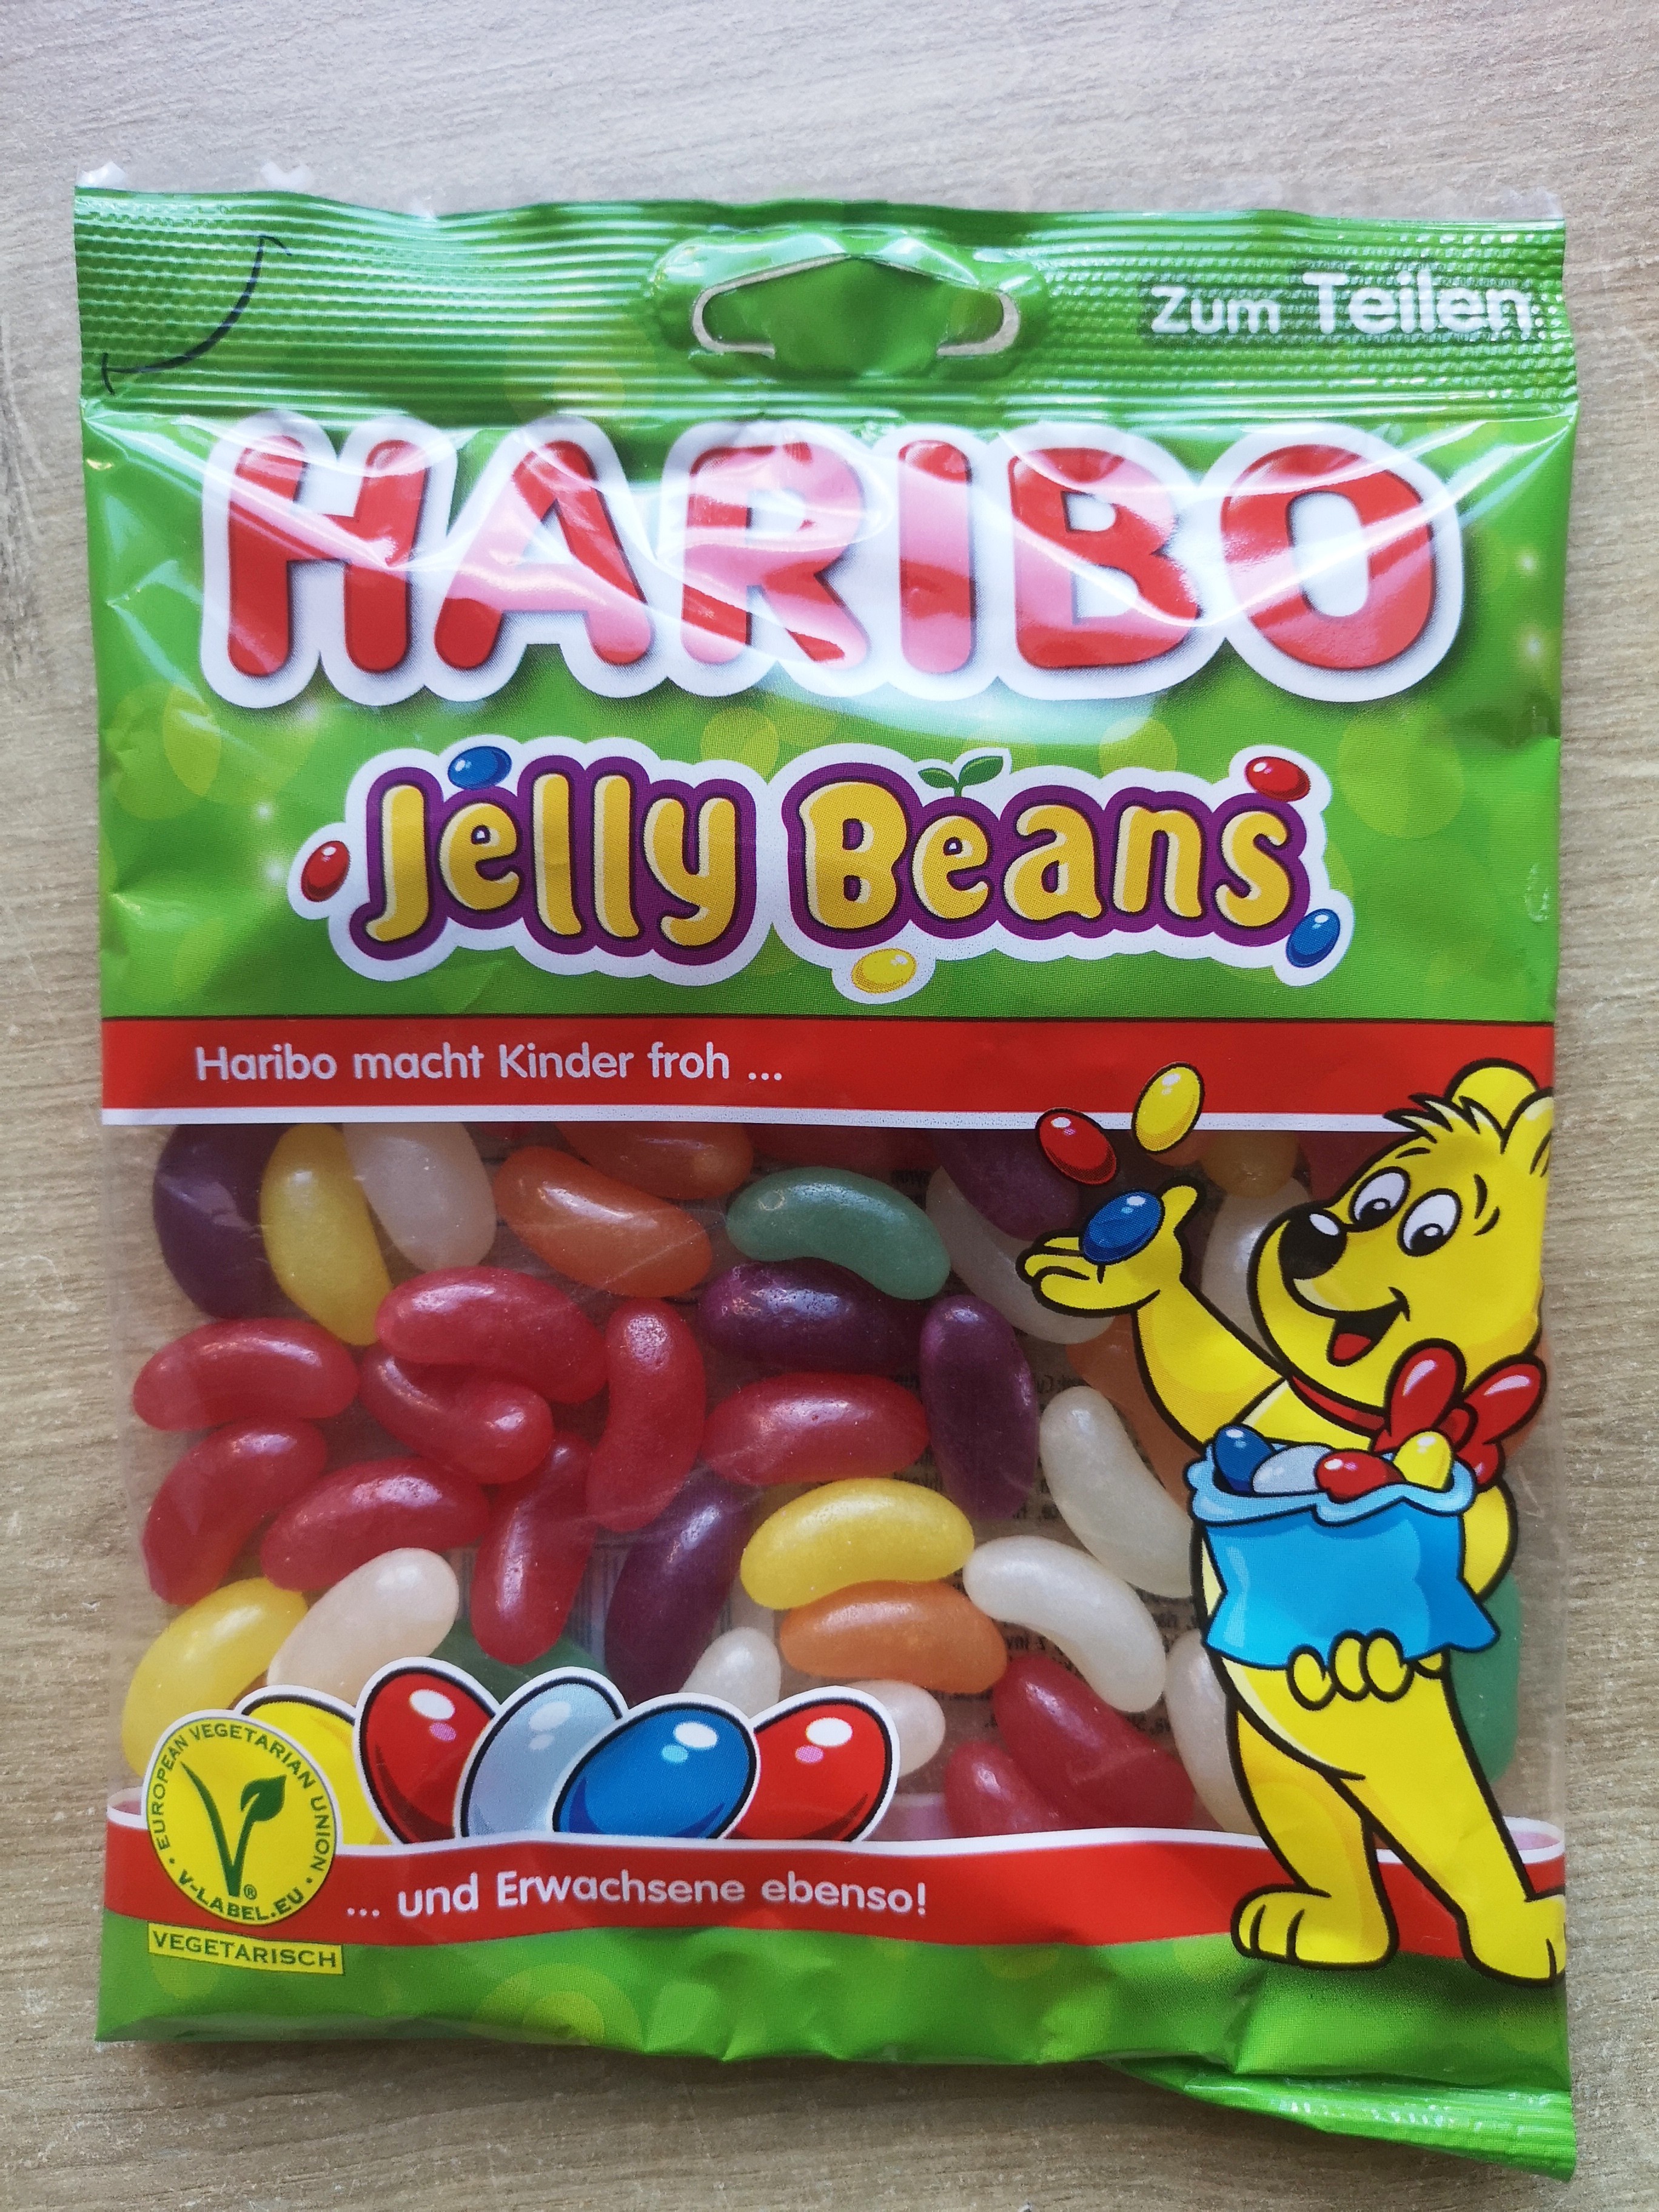 Zum Teilen
HARIBO
Jelly Beans
Haribo macht Kinder froh ...
EUROPEAN VEGETARIAN UNION
V-LABEL.EU
®
... und Erwachsene ebenso!
VEGETARISCH